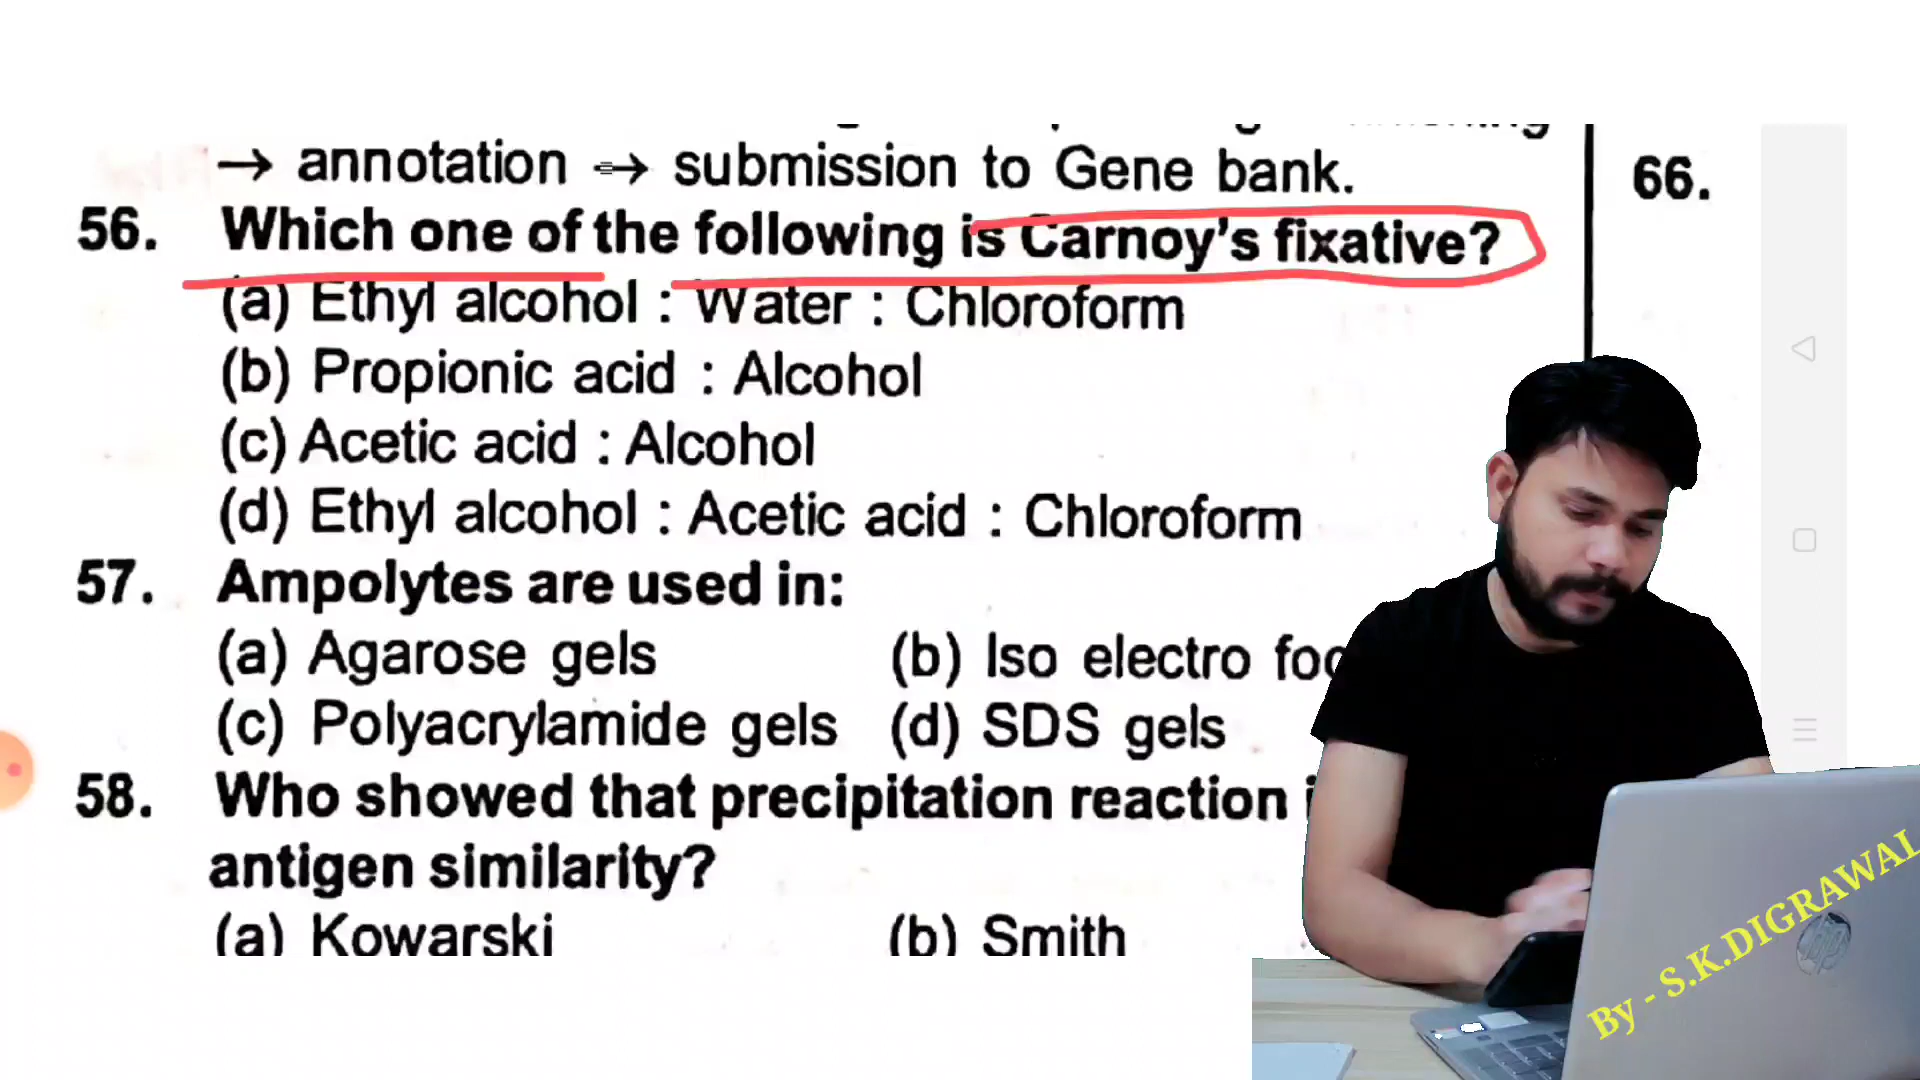 → annotation → submission to Gene bank.
66.
56. Which one of the following is Carnoy's fixative?
(a) Ethyl alcohol : Water : Chloroform
(b) Propionic acid : Alcohol
(c) Acetic acid : Alcohol
(d) Ethyl alcohol : Acetic acid : Chloroform
57. Ampolytes are used in:
(a) Agarose gels (b) Iso electro
(c) Polyacrylamide gels (d) SDS gels
58. Who showed that precipitation reaction
antigen similarity?
(a) Kowarski (b) Smith
By - S.K.DIGRAWAL
hp